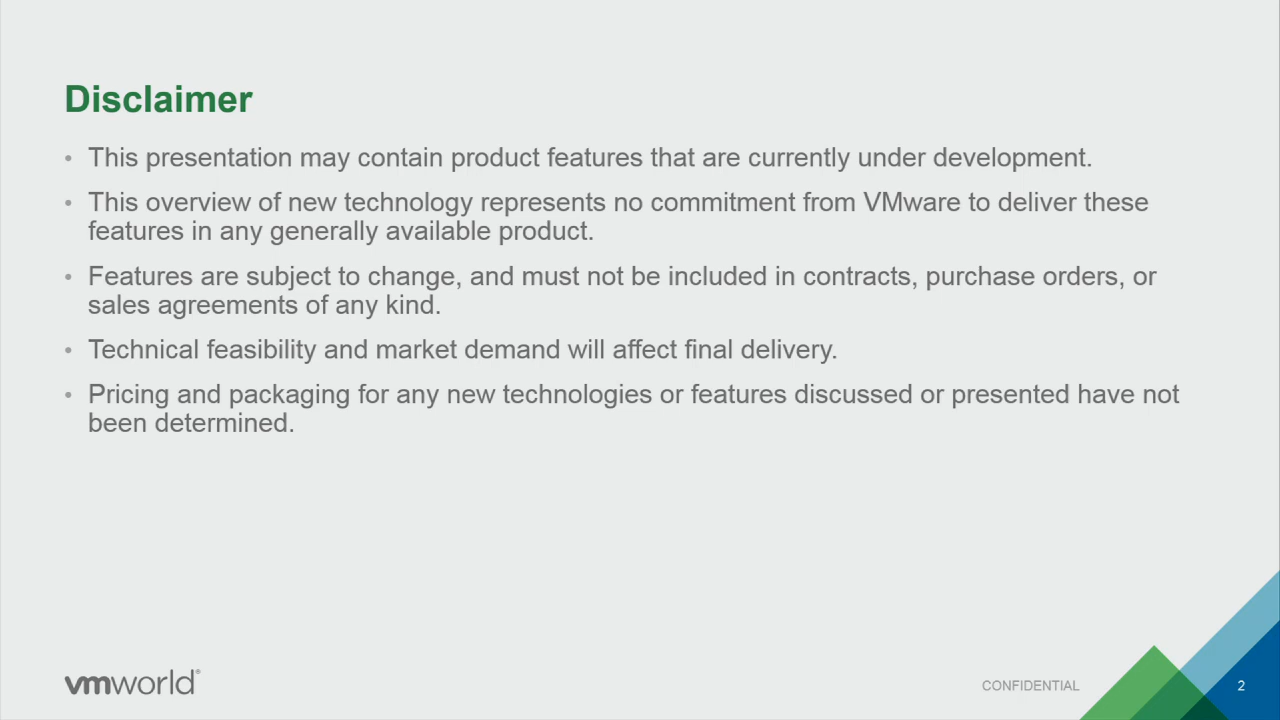 Disclaimer
• This presentation may contain product features that are currently under development.
• This overview of new technology represents no commitment from VMware to deliver these
features in any generally available product.
• Features are subject to change, and must not be included in contracts, purchase orders, or
sales agreements of any kind.
• Technical feasibility and market demand will affect final delivery.
• Pricing and packaging for any new technologies or features discussed or presented have not
been determined.
vmworld®
CONFIDENTIAL
2